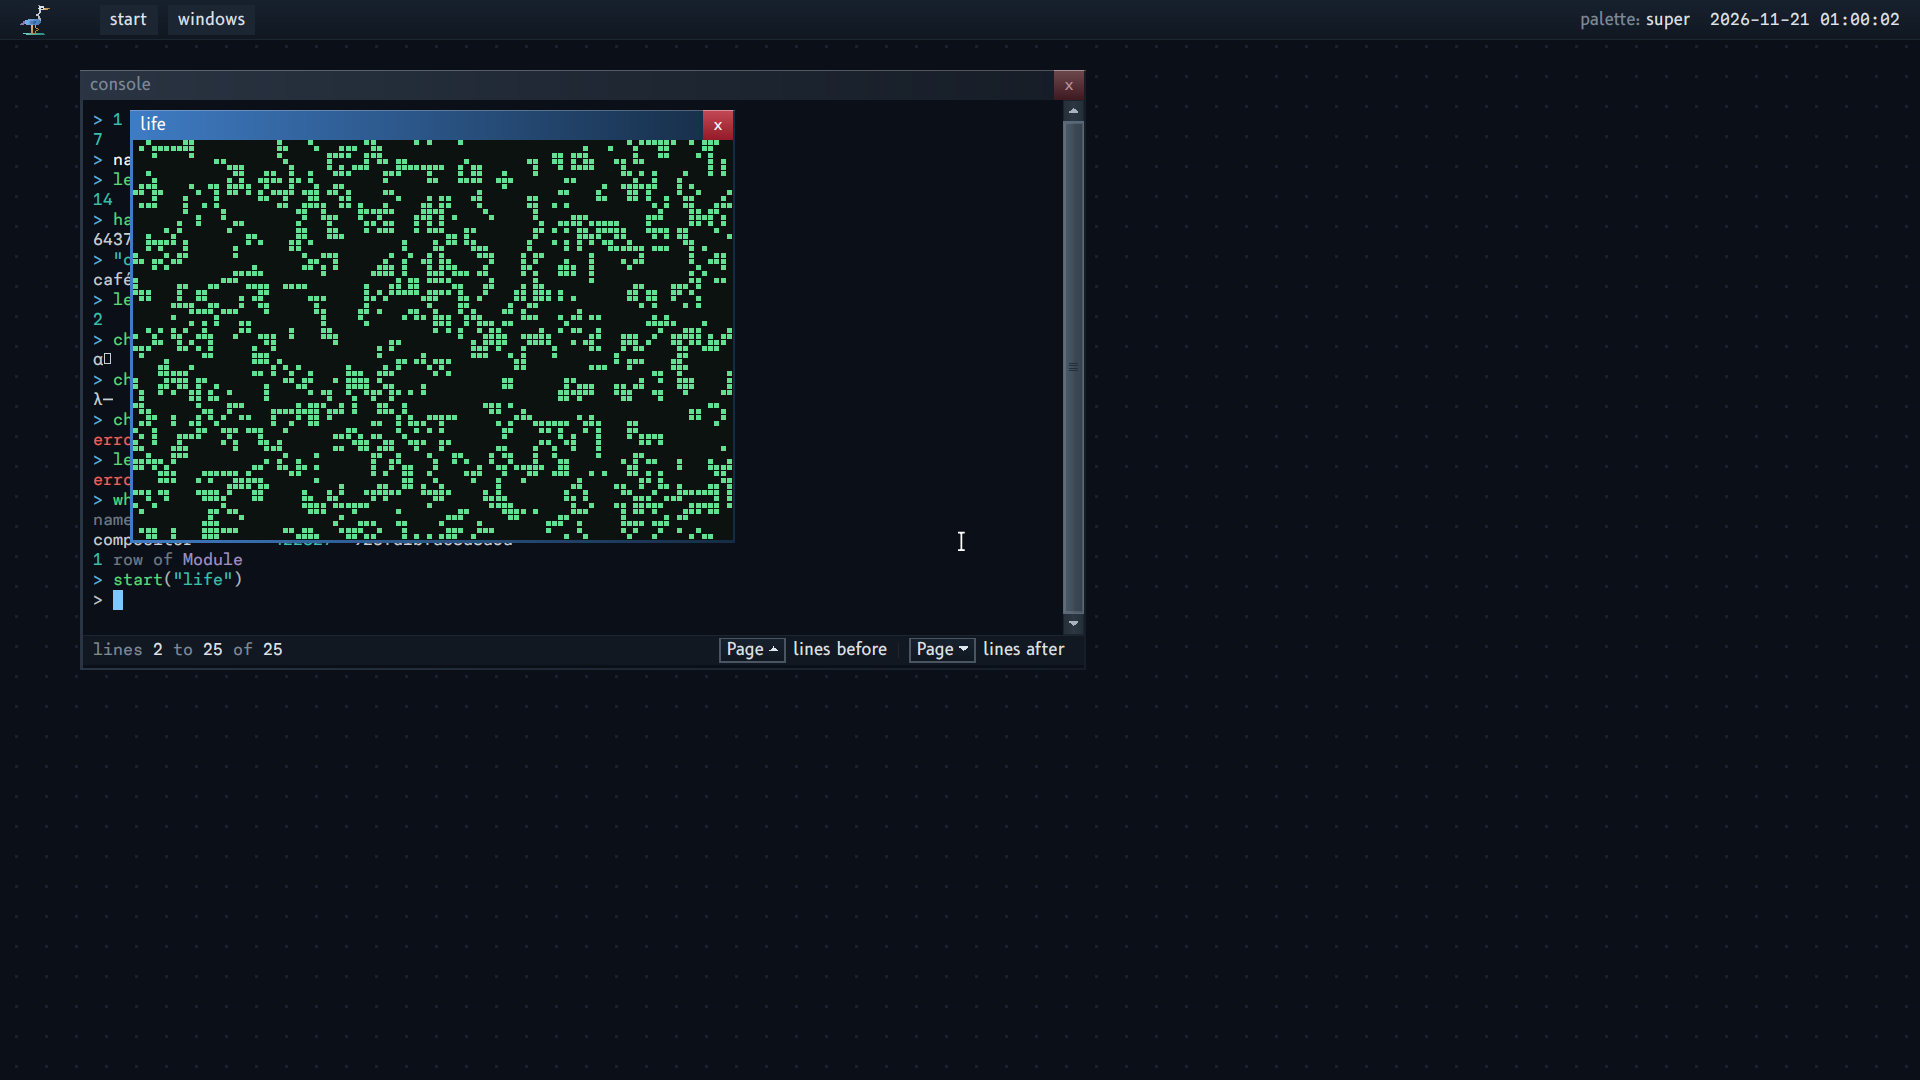 start windows palette: super 2026-11-21 01:00:02
console x
life x
> 1
7
> na
> le
14
> ha
6437
> "c
café
> le
2
> ch
α
> ch
λ─
> ch
erro
> le
erro
> wh
name
1 row of Module
> start("life")
>
lines 2 to 25 of 25 Page lines before Page lines after